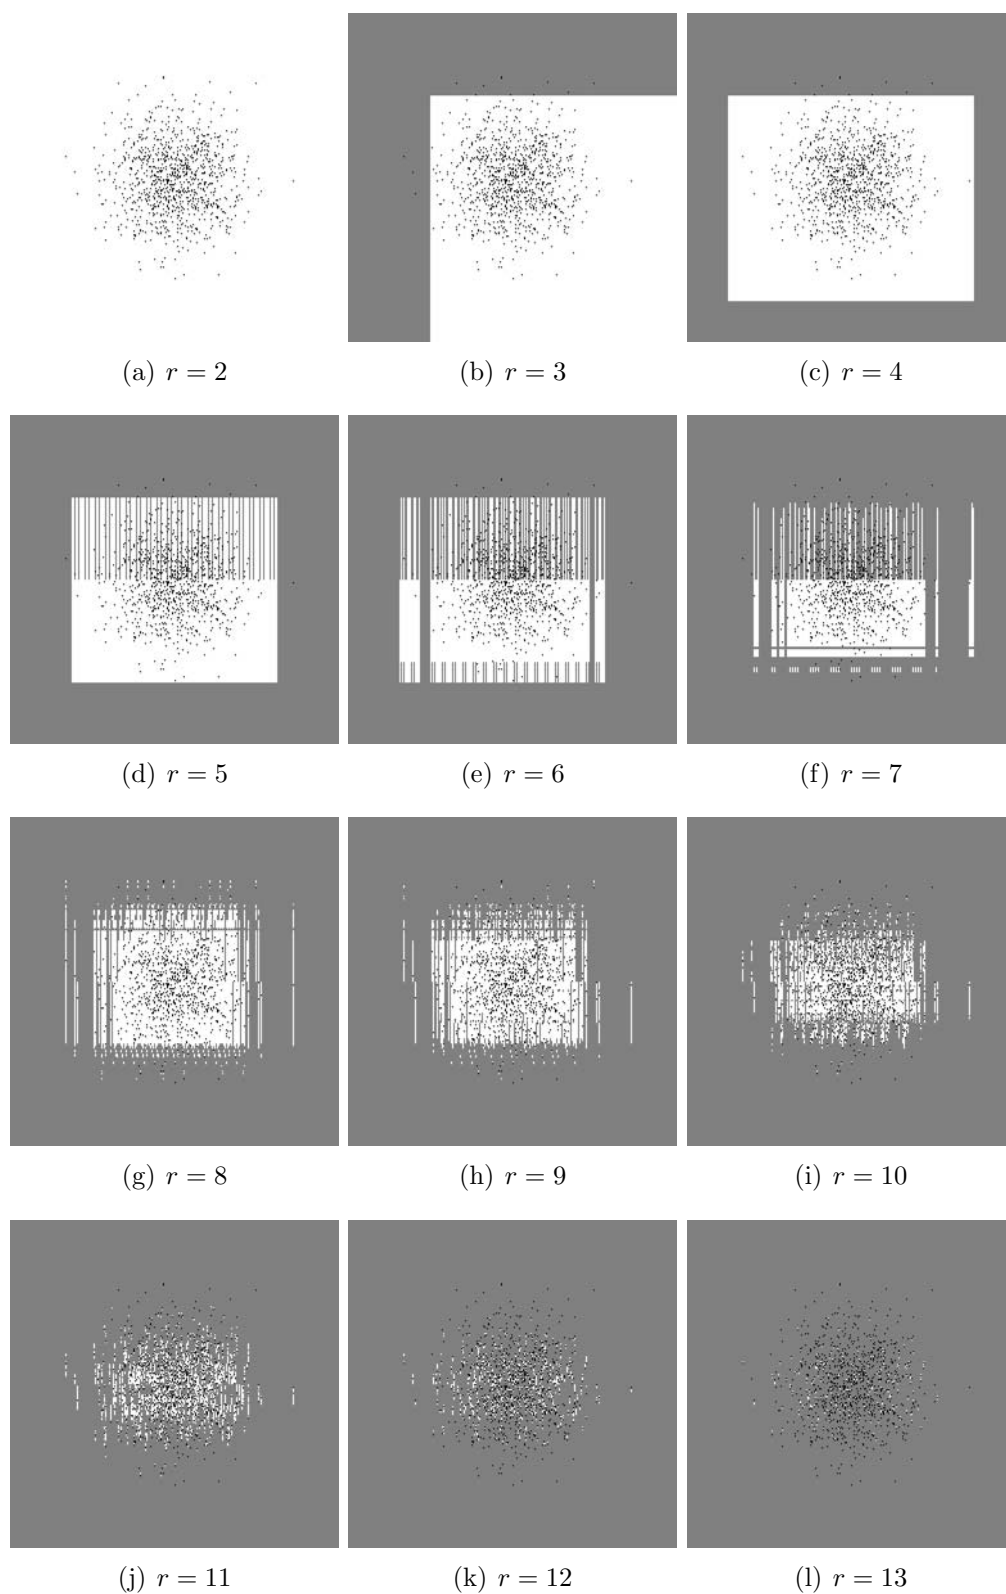 (a) r = 2
(b) r = 3
(c) r = 4
(d) r = 5
(e) r = 6
(f) r = 7
(g) r = 8
(h) r = 9
(i) r = 10
(j) r = 11
(k) r = 12
(l) r = 13